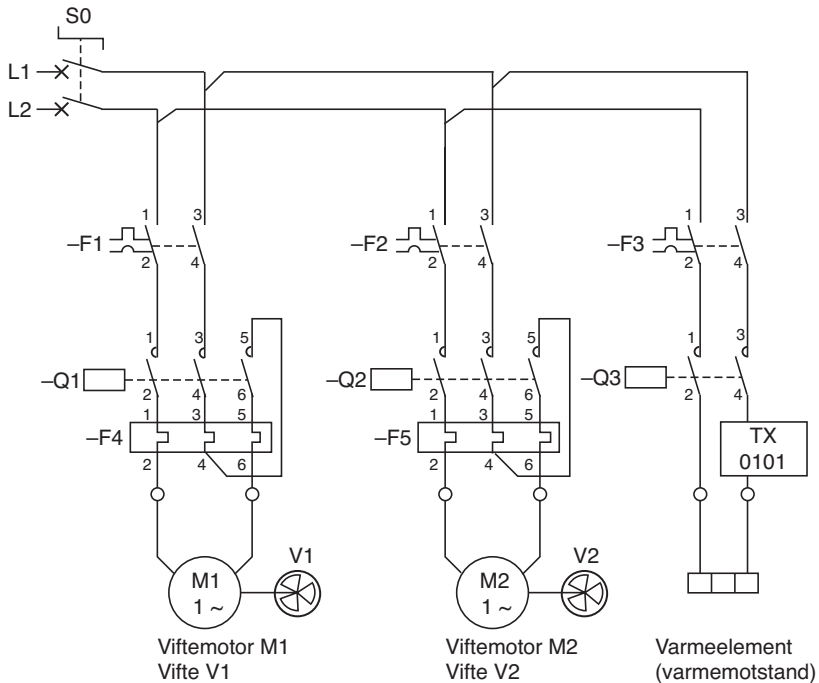 S0
L1
L2
1 3
–F1
2 4
1 3
–F2
2 4
1 3
–F3
2 4
1 3 5
–Q1
2 4 6
1 3 5
–F4
2 4 6
1 3 5
–Q2
2 4 6
1 3 5
–F5
2 4 6
1 3
–Q3
2 4
TX
0101
M1
1 ~
V1
M2
1 ~
V2
Viftemotor M1
Vifte V1
Viftemotor M2
Vifte V2
Varmeelement
(varmemotstand)